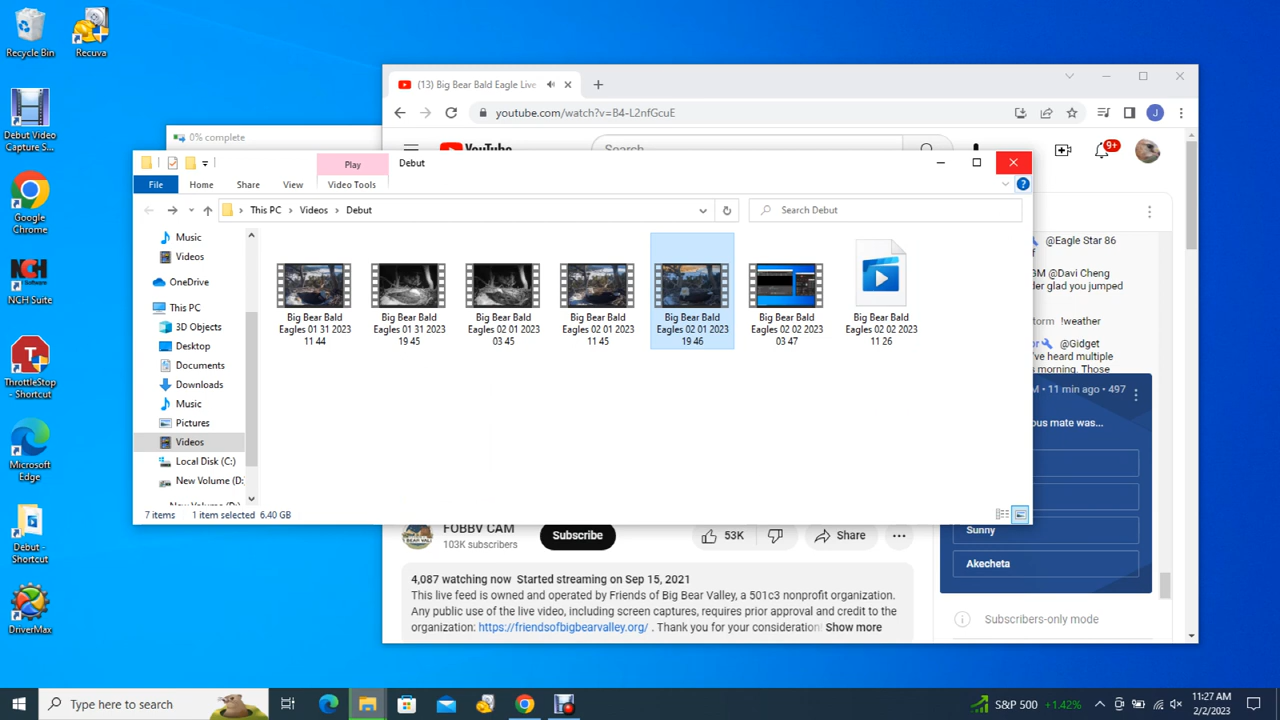 Recycle Bin
Recuva
Debut Video
Capture S...
Google
Chrome
NCH Suite
ThrottleStop
- Shortcut
Microsoft
Edge
Debut -
Shortcut
DriverMax
(13) Big Bear Bald Eagle Live
youtube.com/watch?v=B4-L2nfGcuE
J
0% complete
YouTube
Search
9+
Play
Debut
File
Home
Share
View
Video Tools
This PC
Videos
Debut
Search Debut
Music
Videos
OneDrive
This PC
3D Objects
Desktop
Documents
Downloads
Music
Pictures
Videos
Local Disk (C:)
New Volume (D:
Big Bear Bald
Eagles 01 31 2023
11 44
Big Bear Bald
Eagles 01 31 2023
19 45
Big Bear Bald
Eagles 02 01 2023
03 45
Big Bear Bald
Eagles 02 01 2023
11 45
Big Bear Bald
Eagles 02 01 2023
19 46
Big Bear Bald
Eagles 02 02 2023
03 47
Big Bear Bald
Eagles 02 02 2023
11 26
7 items
1 item selected 6.40 GB
@Eagle Star 86
@Davi Cheng
der glad you jumped
!weather
@Gidget
've heard multiple
s morning. Those
M • 11 min ago • 497
ous mate was...
Sunny
Akecheta
Subscribers-only mode
FOBBV CAM
103K subscribers
Subscribe
53K
Share
4,087 watching now Started streaming on Sep 15, 2021
This live feed is owned and operated by Friends of Big Bear Valley, a 501c3 nonprofit organization.
Any public use of the live video, including screen captures, requires prior approval and credit to the
organization: https://friendsofbigbearvalley.org/ . Thank you for your consideration! Show more
Type here to search
S&P 500 +1.42%
11:27 AM
2/2/2023